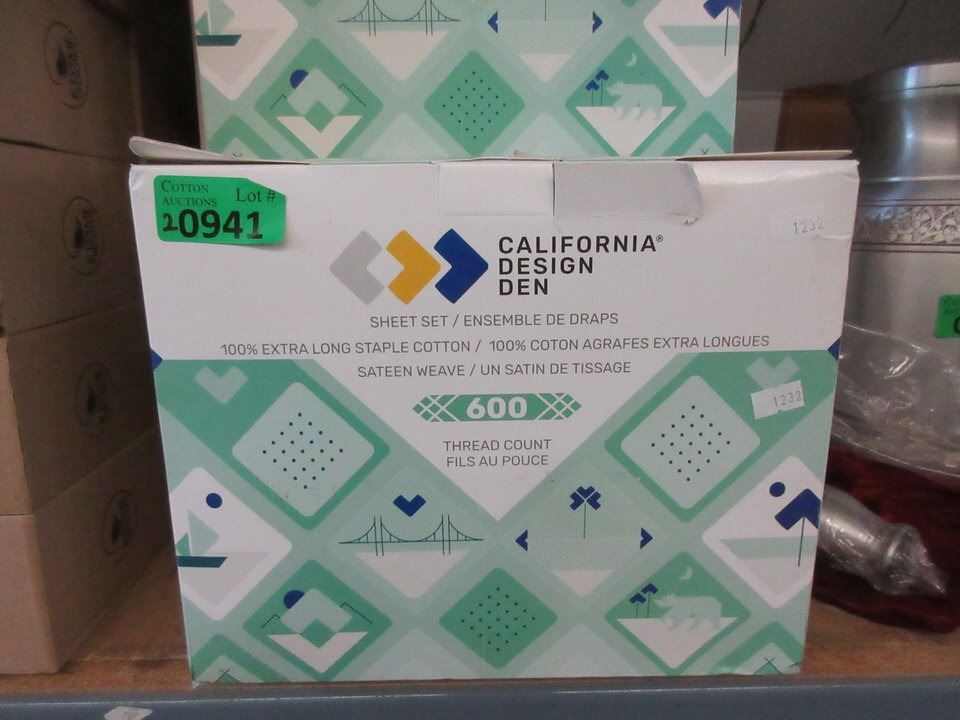 COTTON
AUCTIONS
Lot #
20941
1232
CALIFORNIA®
DESIGN
DEN
SHEET SET / ENSEMBLE DE DRAPS
100% EXTRA LONG STAPLE COTTON / 100% COTON AGRAFES EXTRA LONGUES
SATEEN WEAVE / UN SATIN DE TISSAGE
600
1232
THREAD COUNT
FILS AU POUCE